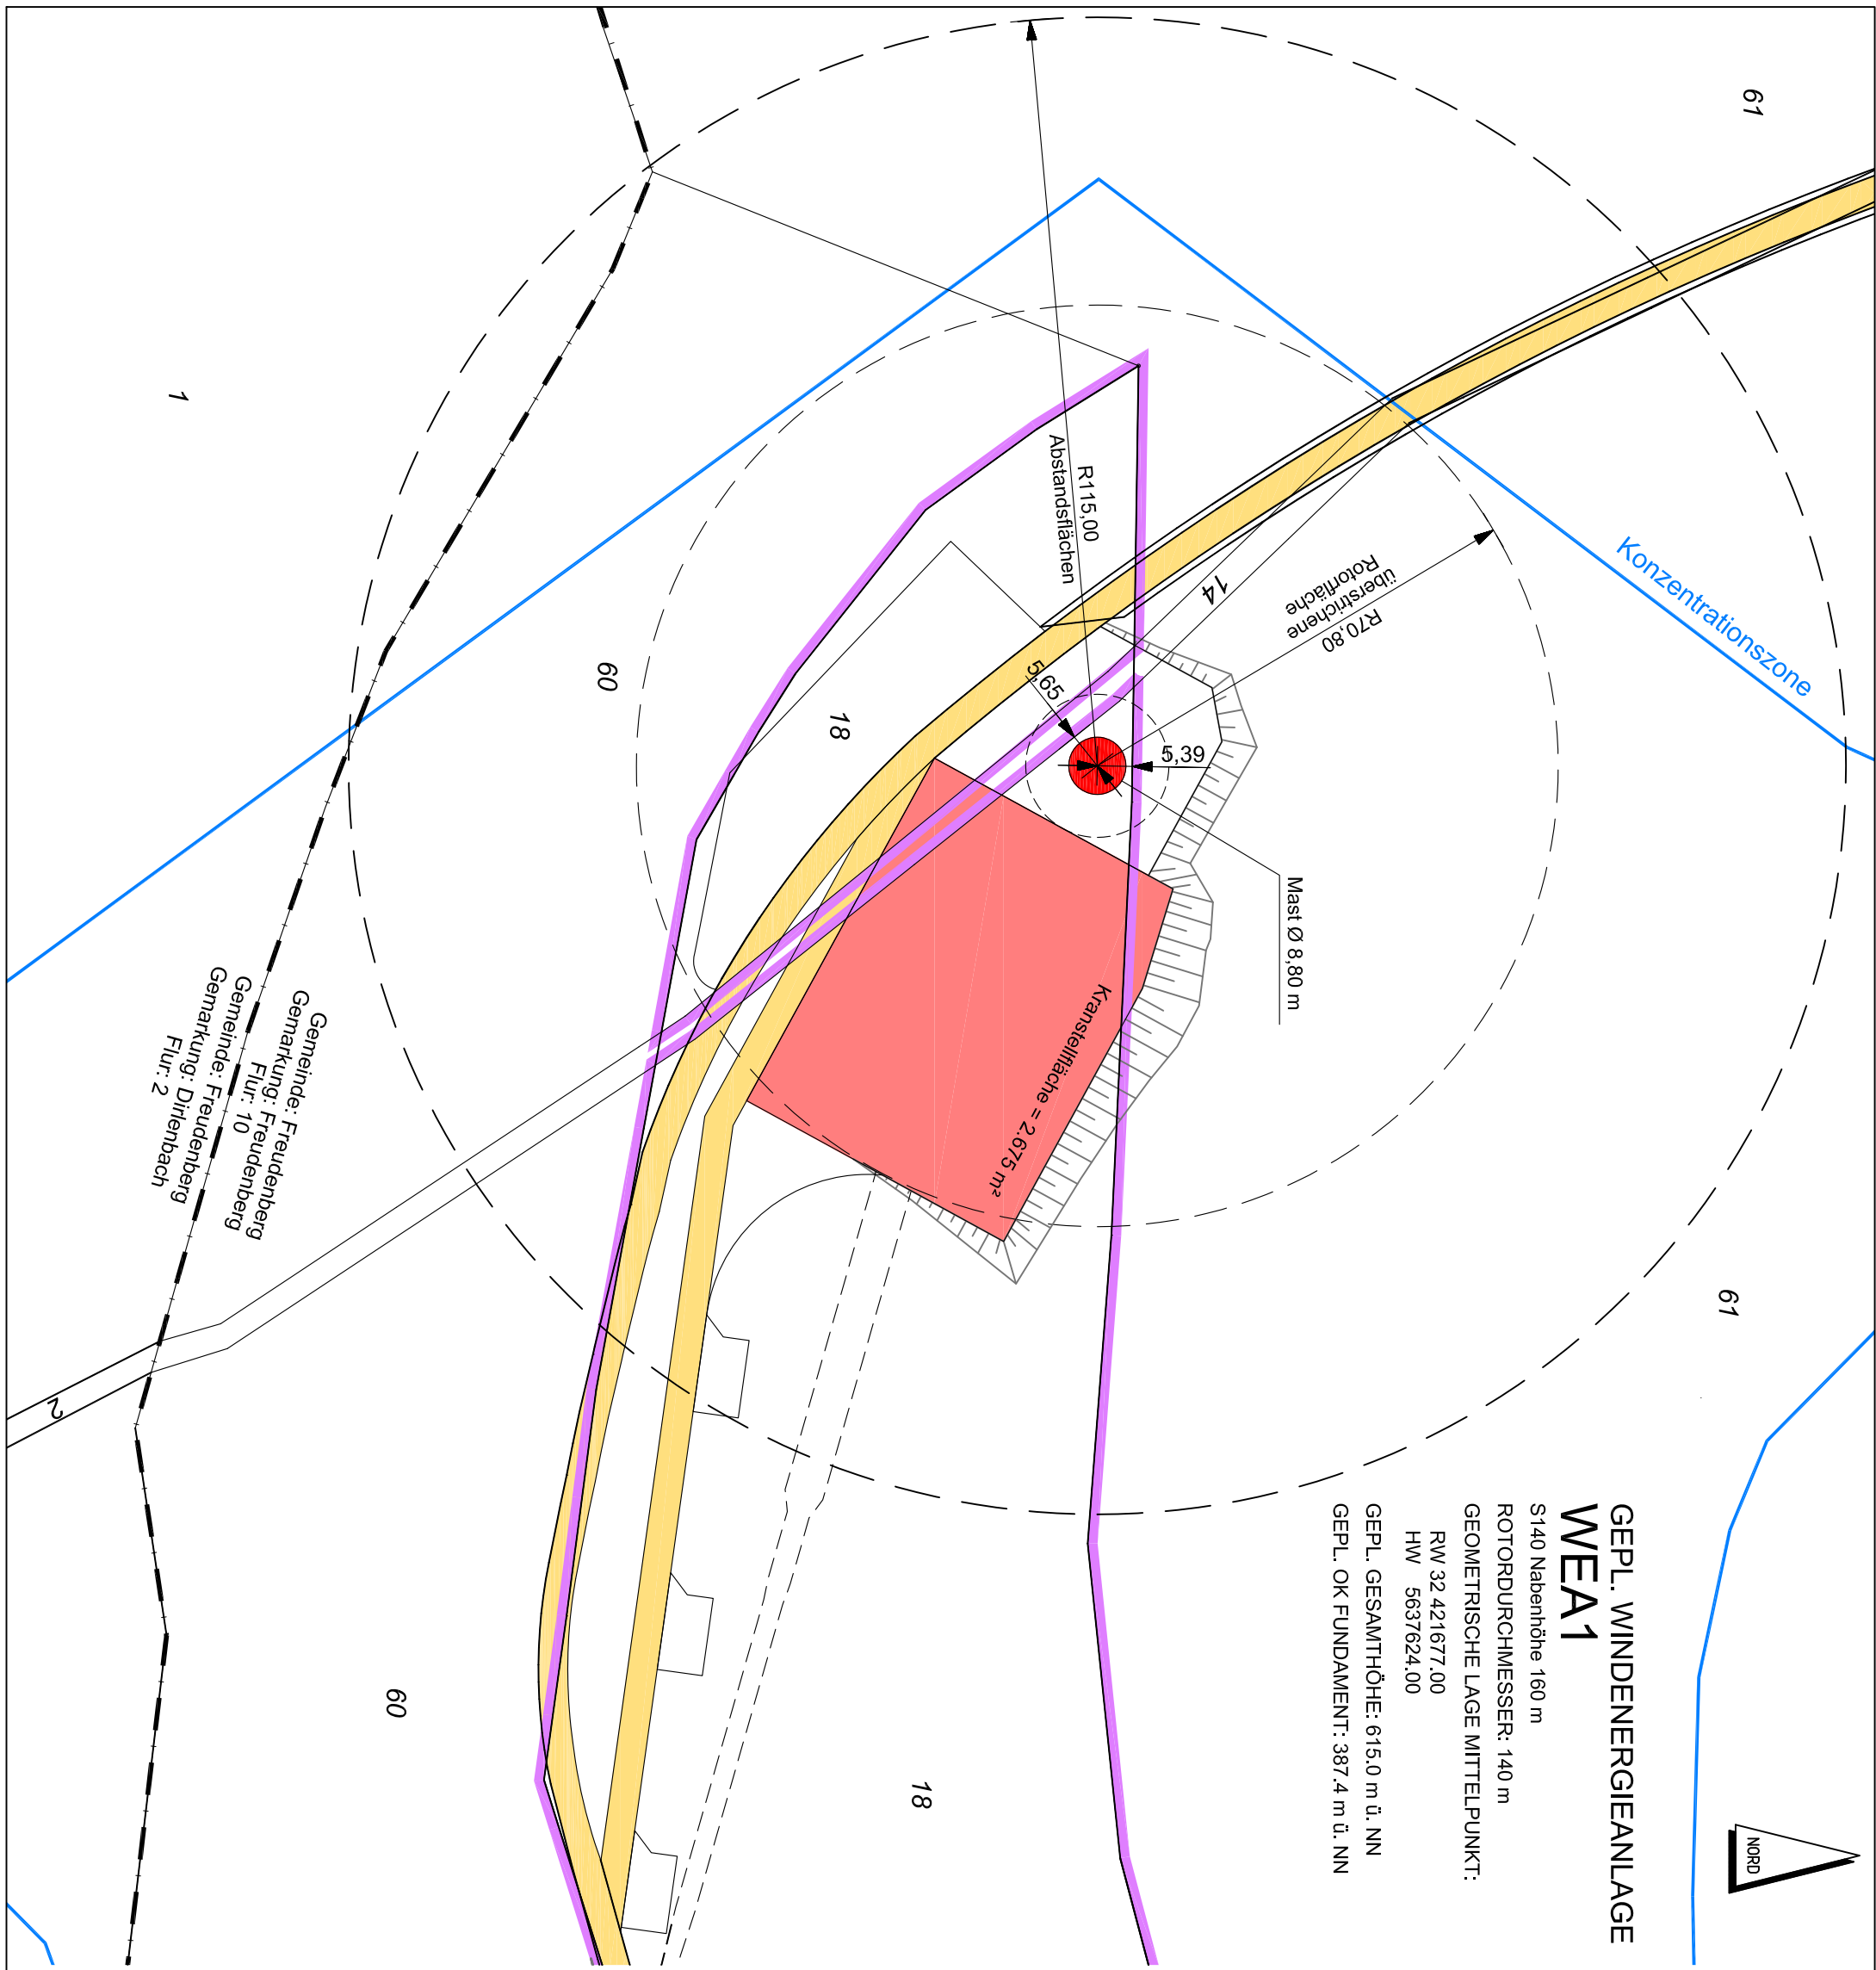 GEPL. WINDENERGIEANLAGE
WEA1
S140 Nabenhöhe 160 m
ROTORDURCHMESSER: 140 m
GEOMETRISCHE LAGE MITTELPUNKT:
RW 32 421677.00
HW 5637624.00
GEPL. GESAMTHÖHE: 615.0 m ü. NN
GEPL. OK FUNDAMENT: 387.4 m ü. NN
NORD
61
Konzentrationszone
R70,80
überstrichene
Rotorfläche
14
R115,00
Abstandsflächen
5,65
5,39
Mast Ø 8,80 m
Kranstellfläche = 2.675 m²
61
18
60
1
Gemeinde: Freudenberg
Gemarkung: Freudenberg
Flur: 10
Gemeinde: Freudenberg
Gemarkung: Dirlenbach
Flur: 2
2
60
18